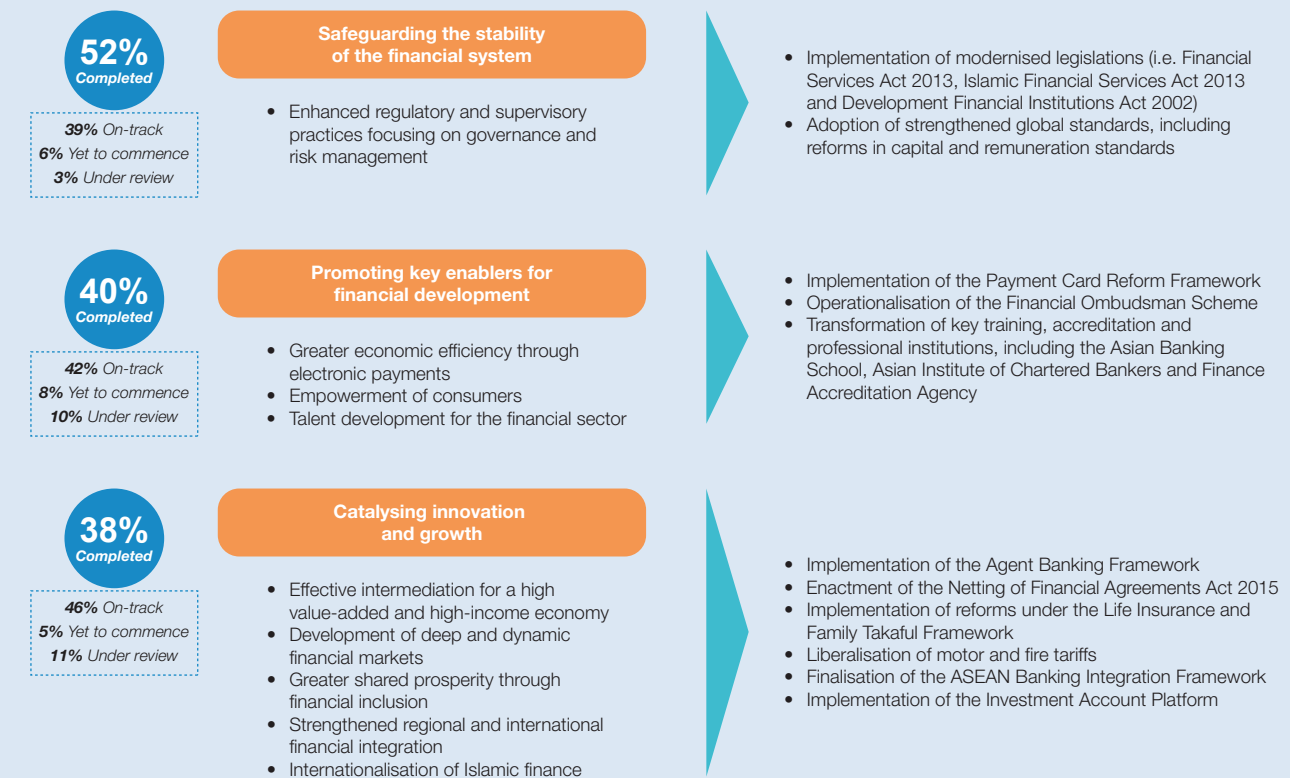 52%
Completed
39% On-track
6% Yet to commence
3% Under review
Safeguarding the stability
of the financial system
• Enhanced regulatory and supervisory
practices focusing on governance and
risk management
• Implementation of modernised legislations (i.e. Financial
Services Act 2013, Islamic Financial Services Act 2013
and Development Financial Institutions Act 2002)
• Adoption of strengthened global standards, including
reforms in capital and remuneration standards
40%
Completed
42% On-track
8% Yet to commence
10% Under review
Promoting key enablers for
financial development
• Greater economic efficiency through
electronic payments
• Empowerment of consumers
• Talent development for the financial sector
• Implementation of the Payment Card Reform Framework
• Operationalisation of the Financial Ombudsman Scheme
• Transformation of key training, accreditation and
professional institutions, including the Asian Banking
School, Asian Institute of Chartered Bankers and Finance
Accreditation Agency
38%
Completed
46% On-track
5% Yet to commence
11% Under review
Catalysing innovation
and growth
• Effective intermediation for a high
value-added and high-income economy
• Development of deep and dynamic
financial markets
• Greater shared prosperity through
financial inclusion
• Strengthened regional and international
financial integration
• Internationalisation of Islamic finance
• Implementation of the Agent Banking Framework
• Enactment of the Netting of Financial Agreements Act 2015
• Implementation of reforms under the Life Insurance and
Family Takaful Framework
• Liberalisation of motor and fire tariffs
• Finalisation of the ASEAN Banking Integration Framework
• Implementation of the Investment Account Platform